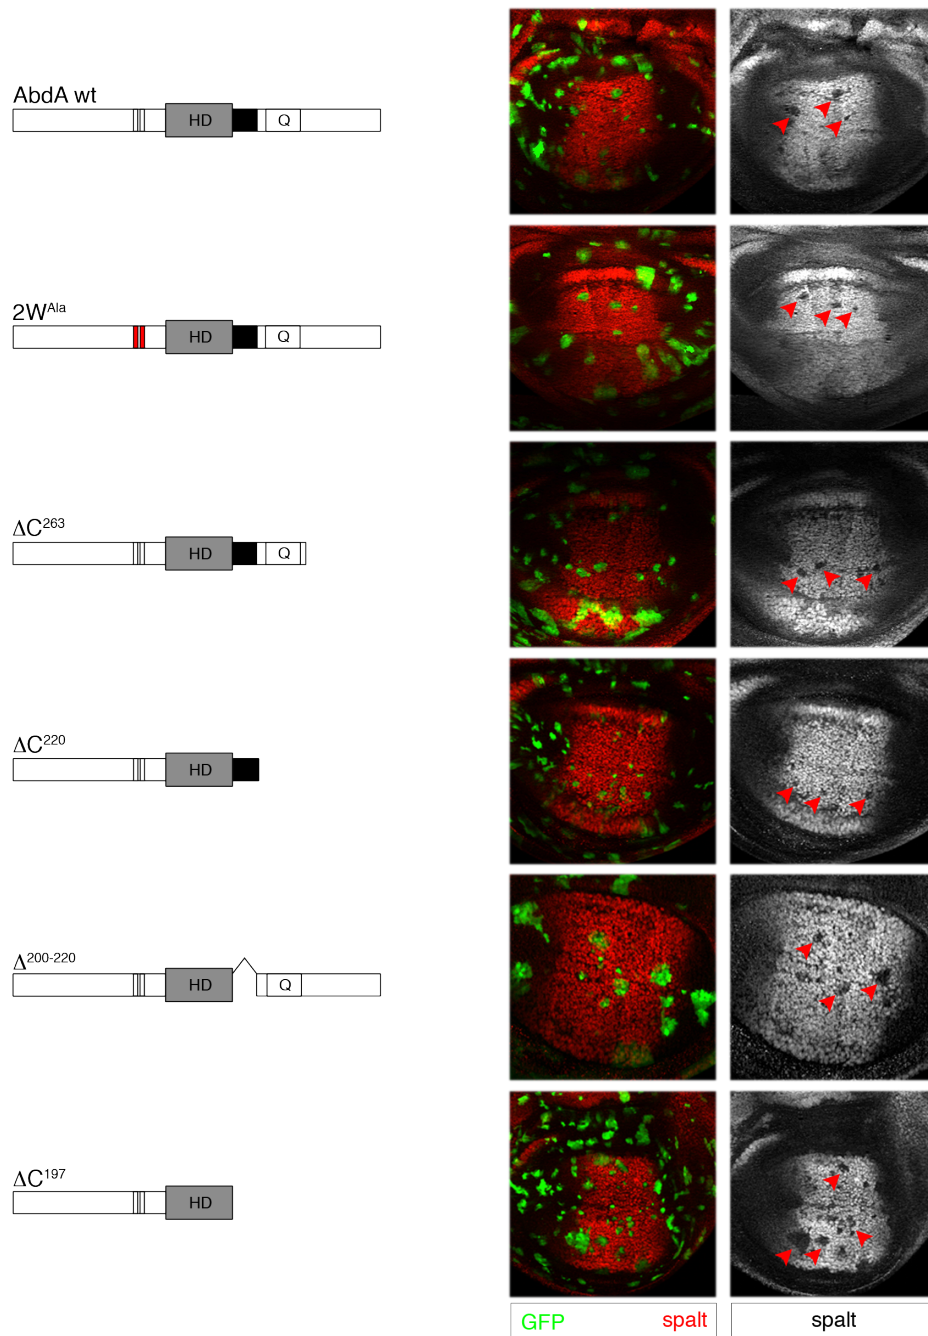 AbdA wt
HD Q
2W^Ala
HD Q
ΔC^263
HD Q
ΔC^220
HD
Δ^200-220
HD Q
ΔC^197
HD
GFP spalt spalt